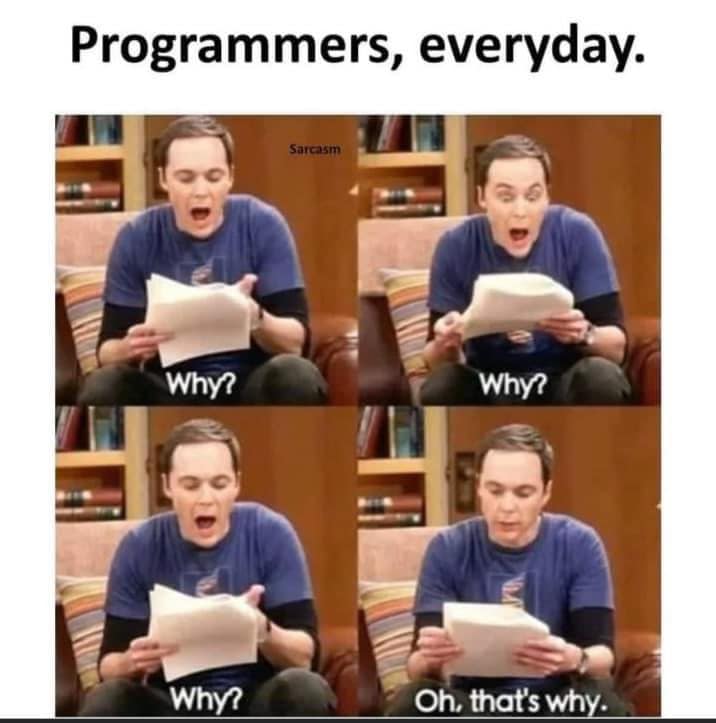 Programmers, everyday.
Sarcasm
Why?
Why?
Why?
Oh, that's why.